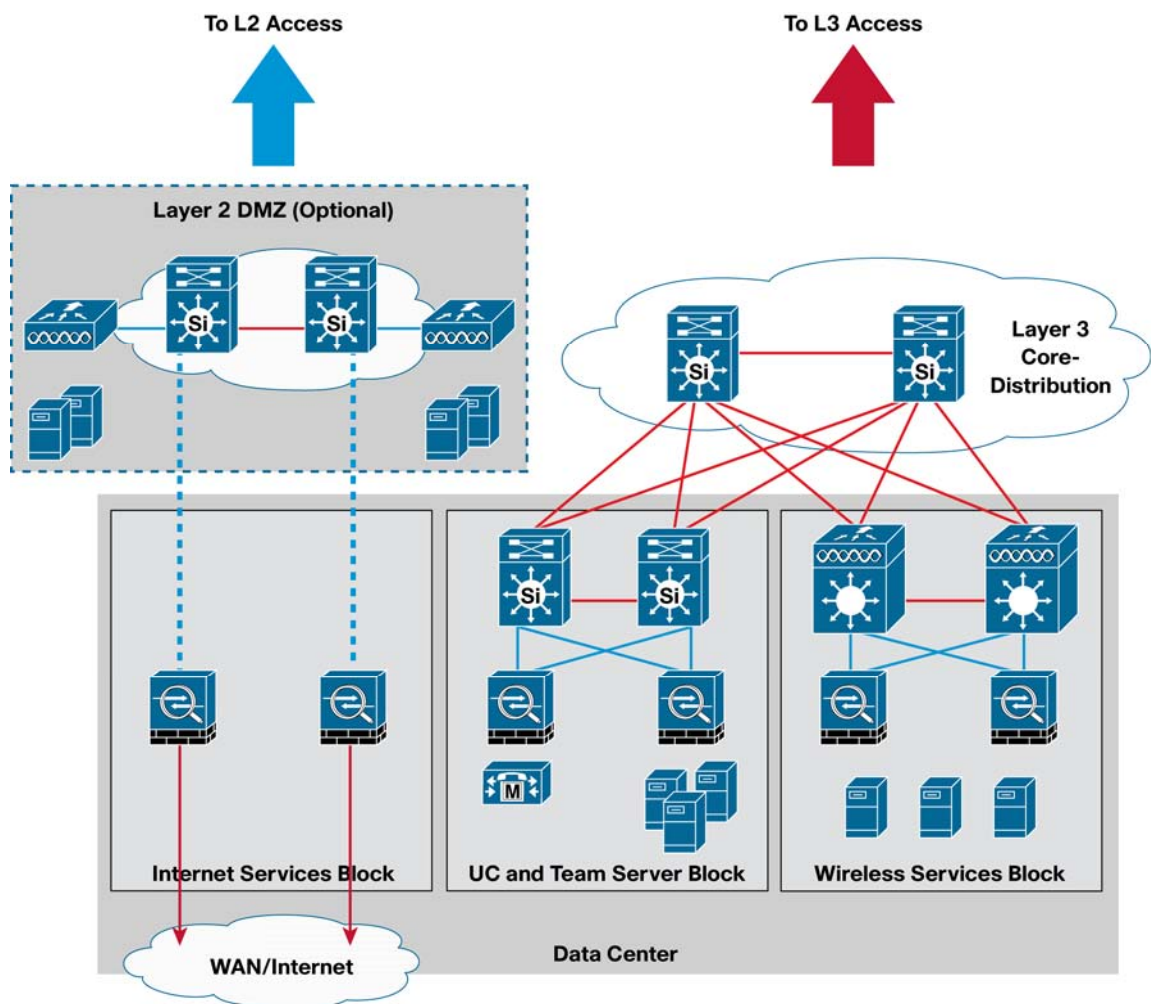 To L2 Access
To L3 Access
Layer 2 DMZ (Optional)
Si
Si
Si
Si
Layer 3
Core-
Distribution
Si
Si
M
Internet Services Block
UC and Team Server Block
Wireless Services Block
WAN/Internet
Data Center